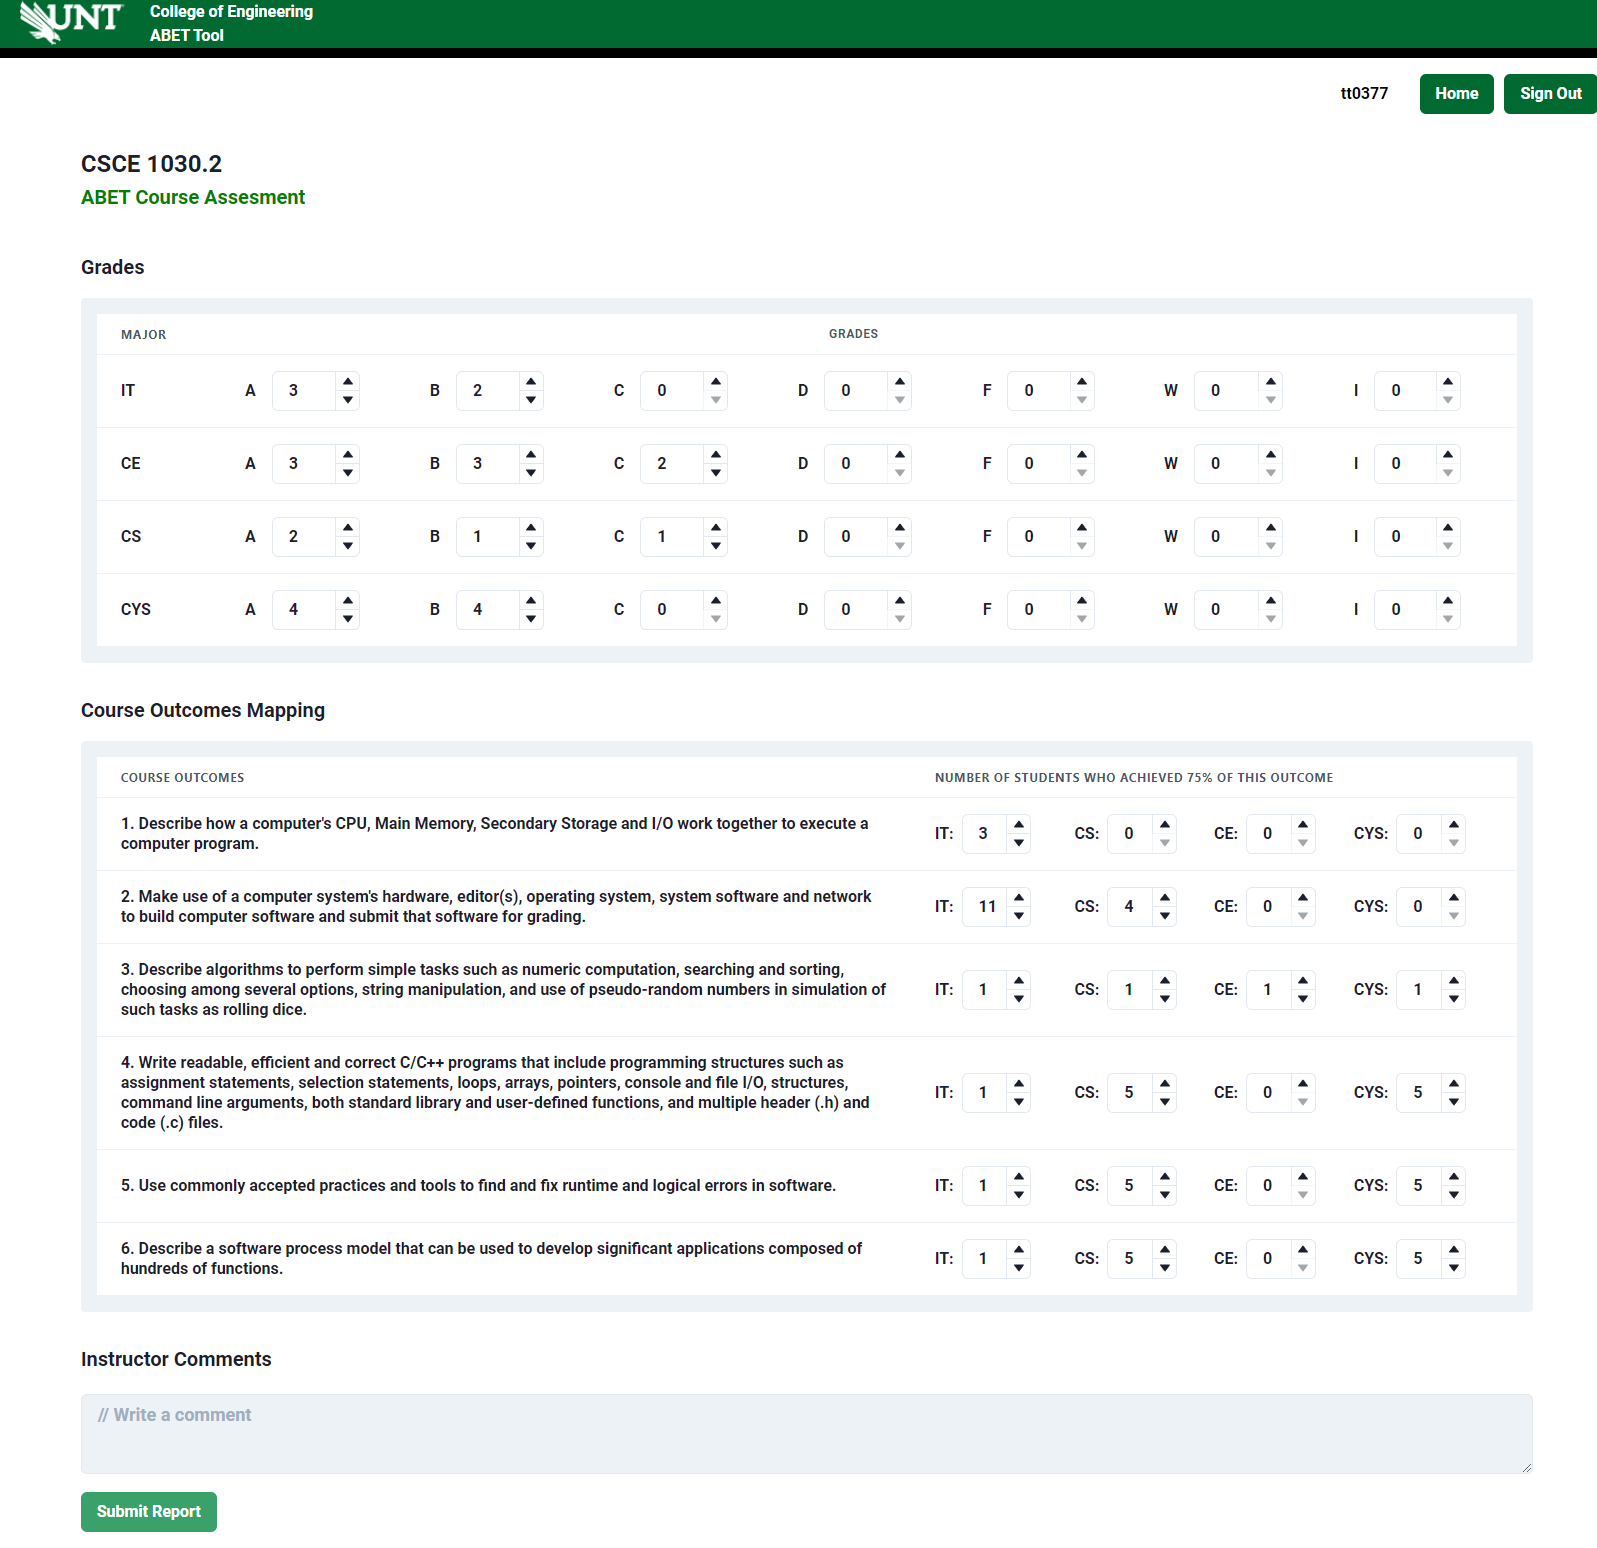 UNT
College of Engineering
ABET Tool
tt0377 Home Sign Out
CSCE 1030.2
ABET Course Assesment
Grades
MAJOR GRADES
IT A 3 B 2 C 0 D 0 F 0 W 0 I 0
CE A 3 B 3 C 2 D 0 F 0 W 0 I 0
CS A 2 B 1 C 1 D 0 F 0 W 0 I 0
CYS A 4 B 4 C 0 D 0 F 0 W 0 I 0
Course Outcomes Mapping
COURSE OUTCOMES NUMBER OF STUDENTS WHO ACHIEVED 75% OF THIS OUTCOME
1. Describe how a computer's CPU, Main Memory, Secondary Storage and I/O work together to execute a
computer program.
IT: 3 CS: 0 CE: 0 CYS: 0
2. Make use of a computer system's hardware, editor(s), operating system, system software and network
to build computer software and submit that software for grading.
IT: 11 CS: 4 CE: 0 CYS: 0
3. Describe algorithms to perform simple tasks such as numeric computation, searching and sorting,
choosing among several options, string manipulation, and use of pseudo-random numbers in simulation of
such tasks as rolling dice.
IT: 1 CS: 1 CE: 1 CYS: 1
4. Write readable, efficient and correct C/C++ programs that include programming structures such as
assignment statements, selection statements, loops, arrays, pointers, console and file I/O, structures,
command line arguments, both standard library and user-defined functions, and multiple header (.h) and
code (.c) files.
IT: 1 CS: 5 CE: 0 CYS: 5
5. Use commonly accepted practices and tools to find and fix runtime and logical errors in software.
IT: 1 CS: 5 CE: 0 CYS: 5
6. Describe a software process model that can be used to develop significant applications composed of
hundreds of functions.
IT: 1 CS: 5 CE: 0 CYS: 5
Instructor Comments
// Write a comment
Submit Report